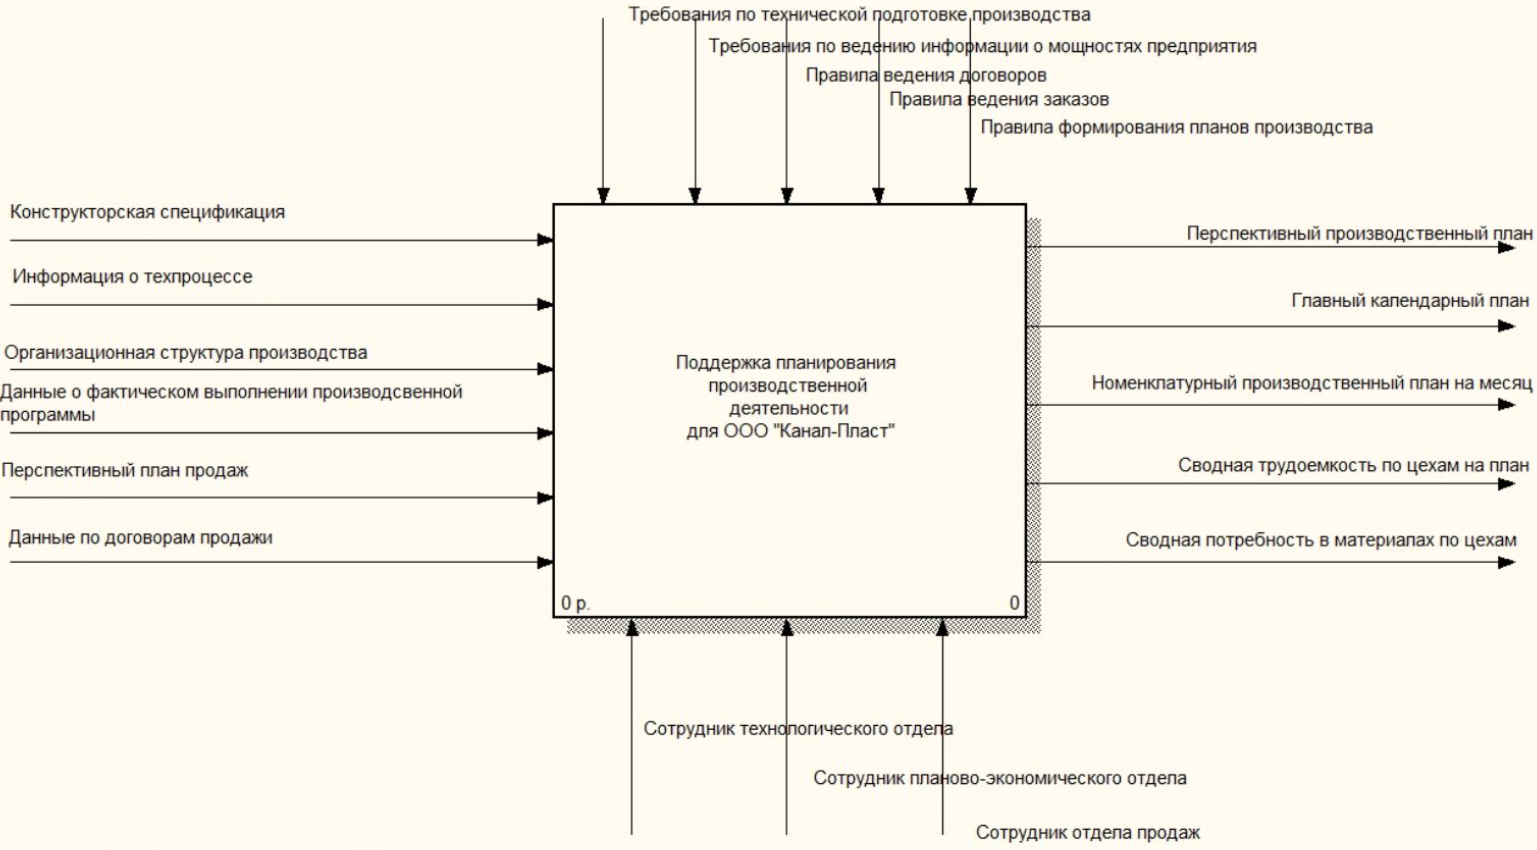 Требования по технической подготовке производства
Требования по ведению информации о мощностях предприятия
Правила ведения договоров
Правила ведения заказов
Правила формирования планов производства
Конструкторская спецификация
Информация о техпроцессе
Организационная структура производства
Данные о фактическом выполнении производсвенной
программы
Перспективный план продаж
Данные по договорам продажи
Поддержка планирования
производственной
деятельности
для ООО "Канал-Пласт"
0 р.
0
Перспективный производственный план
Главный календарный план
Номенклатурный производственный план на месяц
Сводная трудоемкость по цехам на план
Сводная потребность в материалах по цехам
Сотрудник технологического отдела
Сотрудник планово-экономического отдела
Сотрудник отдела продаж